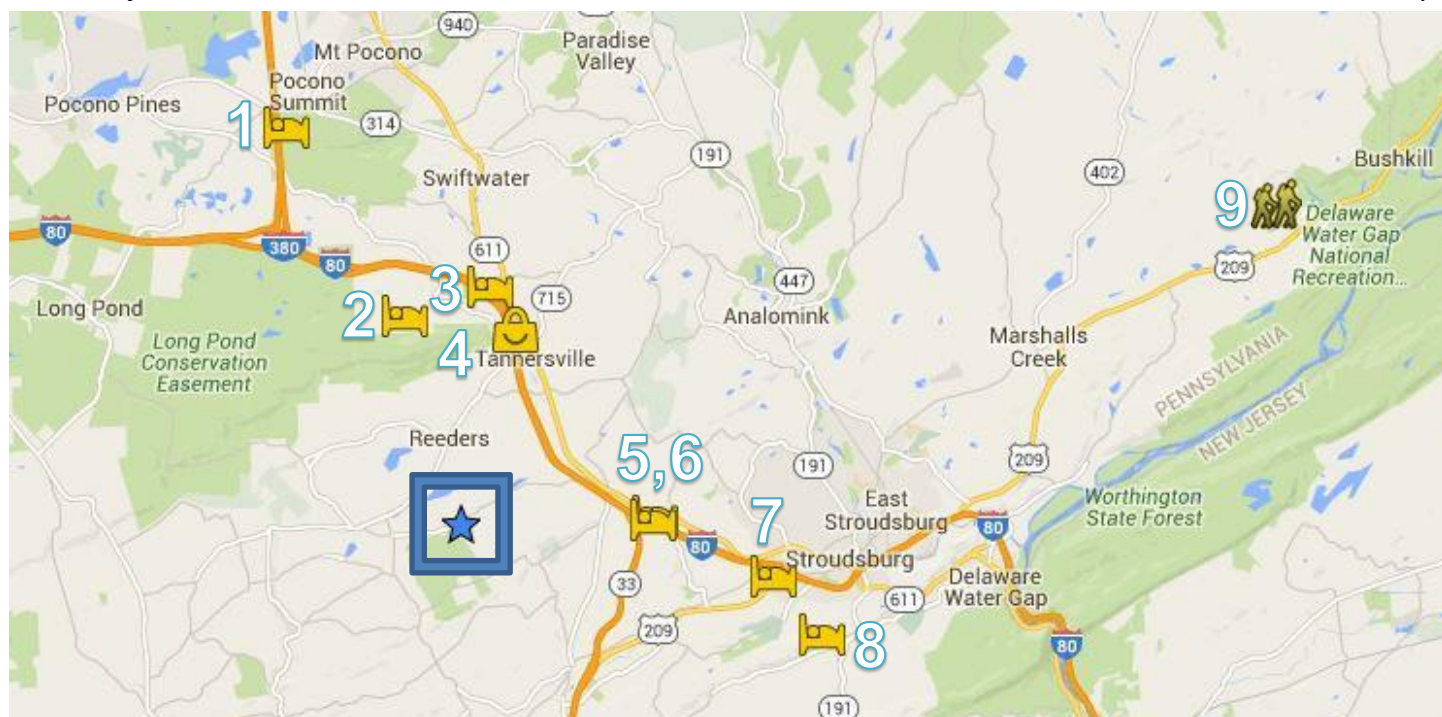 940
Paradise
Valley
Mt Pocono
Pocono
Summit
Pocono Pines
1
314
191
402
Bushkill
Swiftwater
9
Delaware
Water Gap
National
Recreation...
80
380
80
611
209
3
715
447
2
Long Pond
Analomink
Marshalls
Creek
Long Pond
Conservation
Easement
4
Tannersville
PENNSYLVANIA
NEW JERSEY
Reeders
5,6
191
209
7
East
Stroudsburg
Worthington
State Forest
80
80
Stroudsburg
33
Delaware
Water Gap
611
209
8
80
191